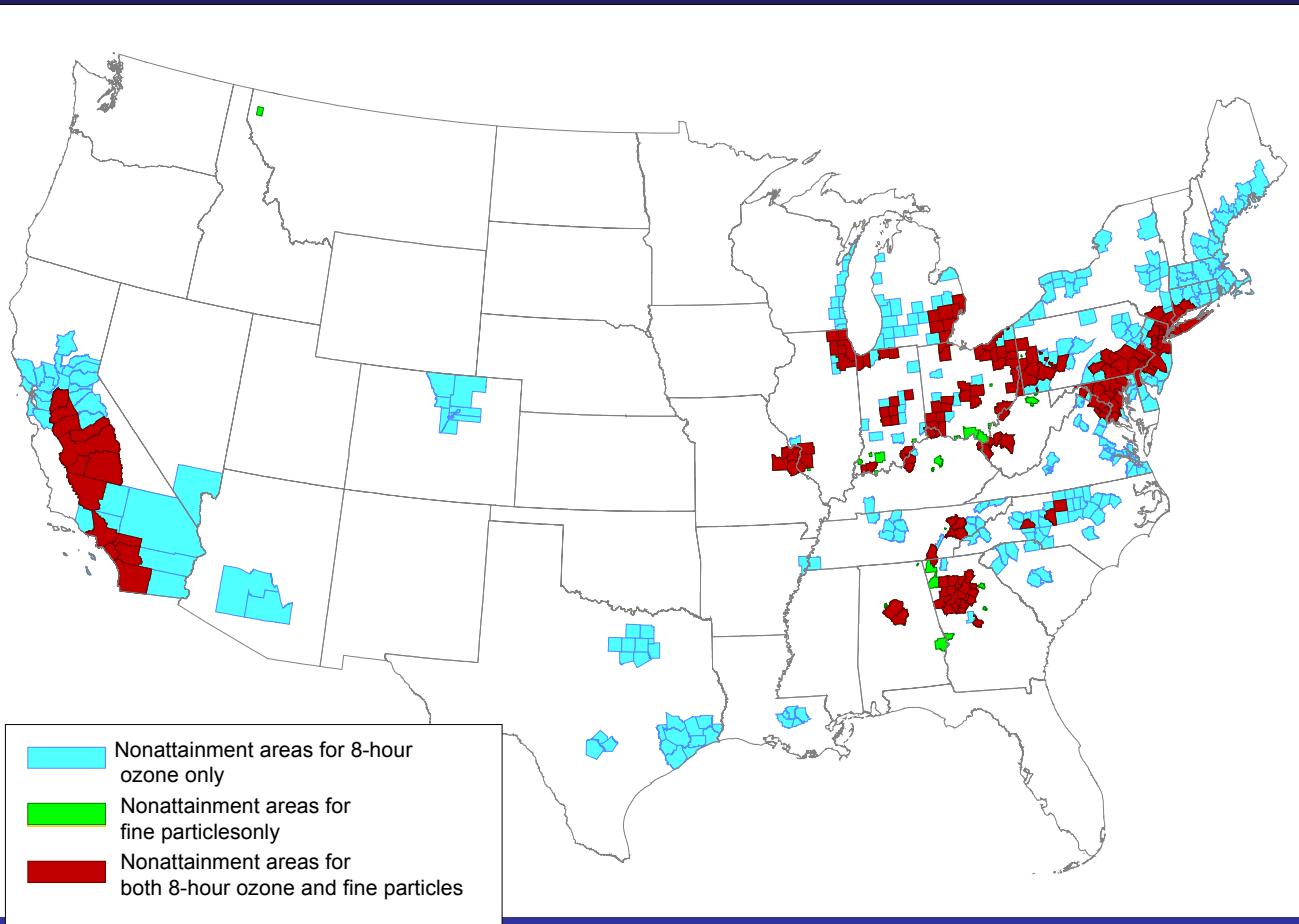 Nonattainment areas for 8-hour
ozone only
Nonattainment areas for
fine particlesonly
Nonattainment areas for
both 8-hour ozone and fine particles